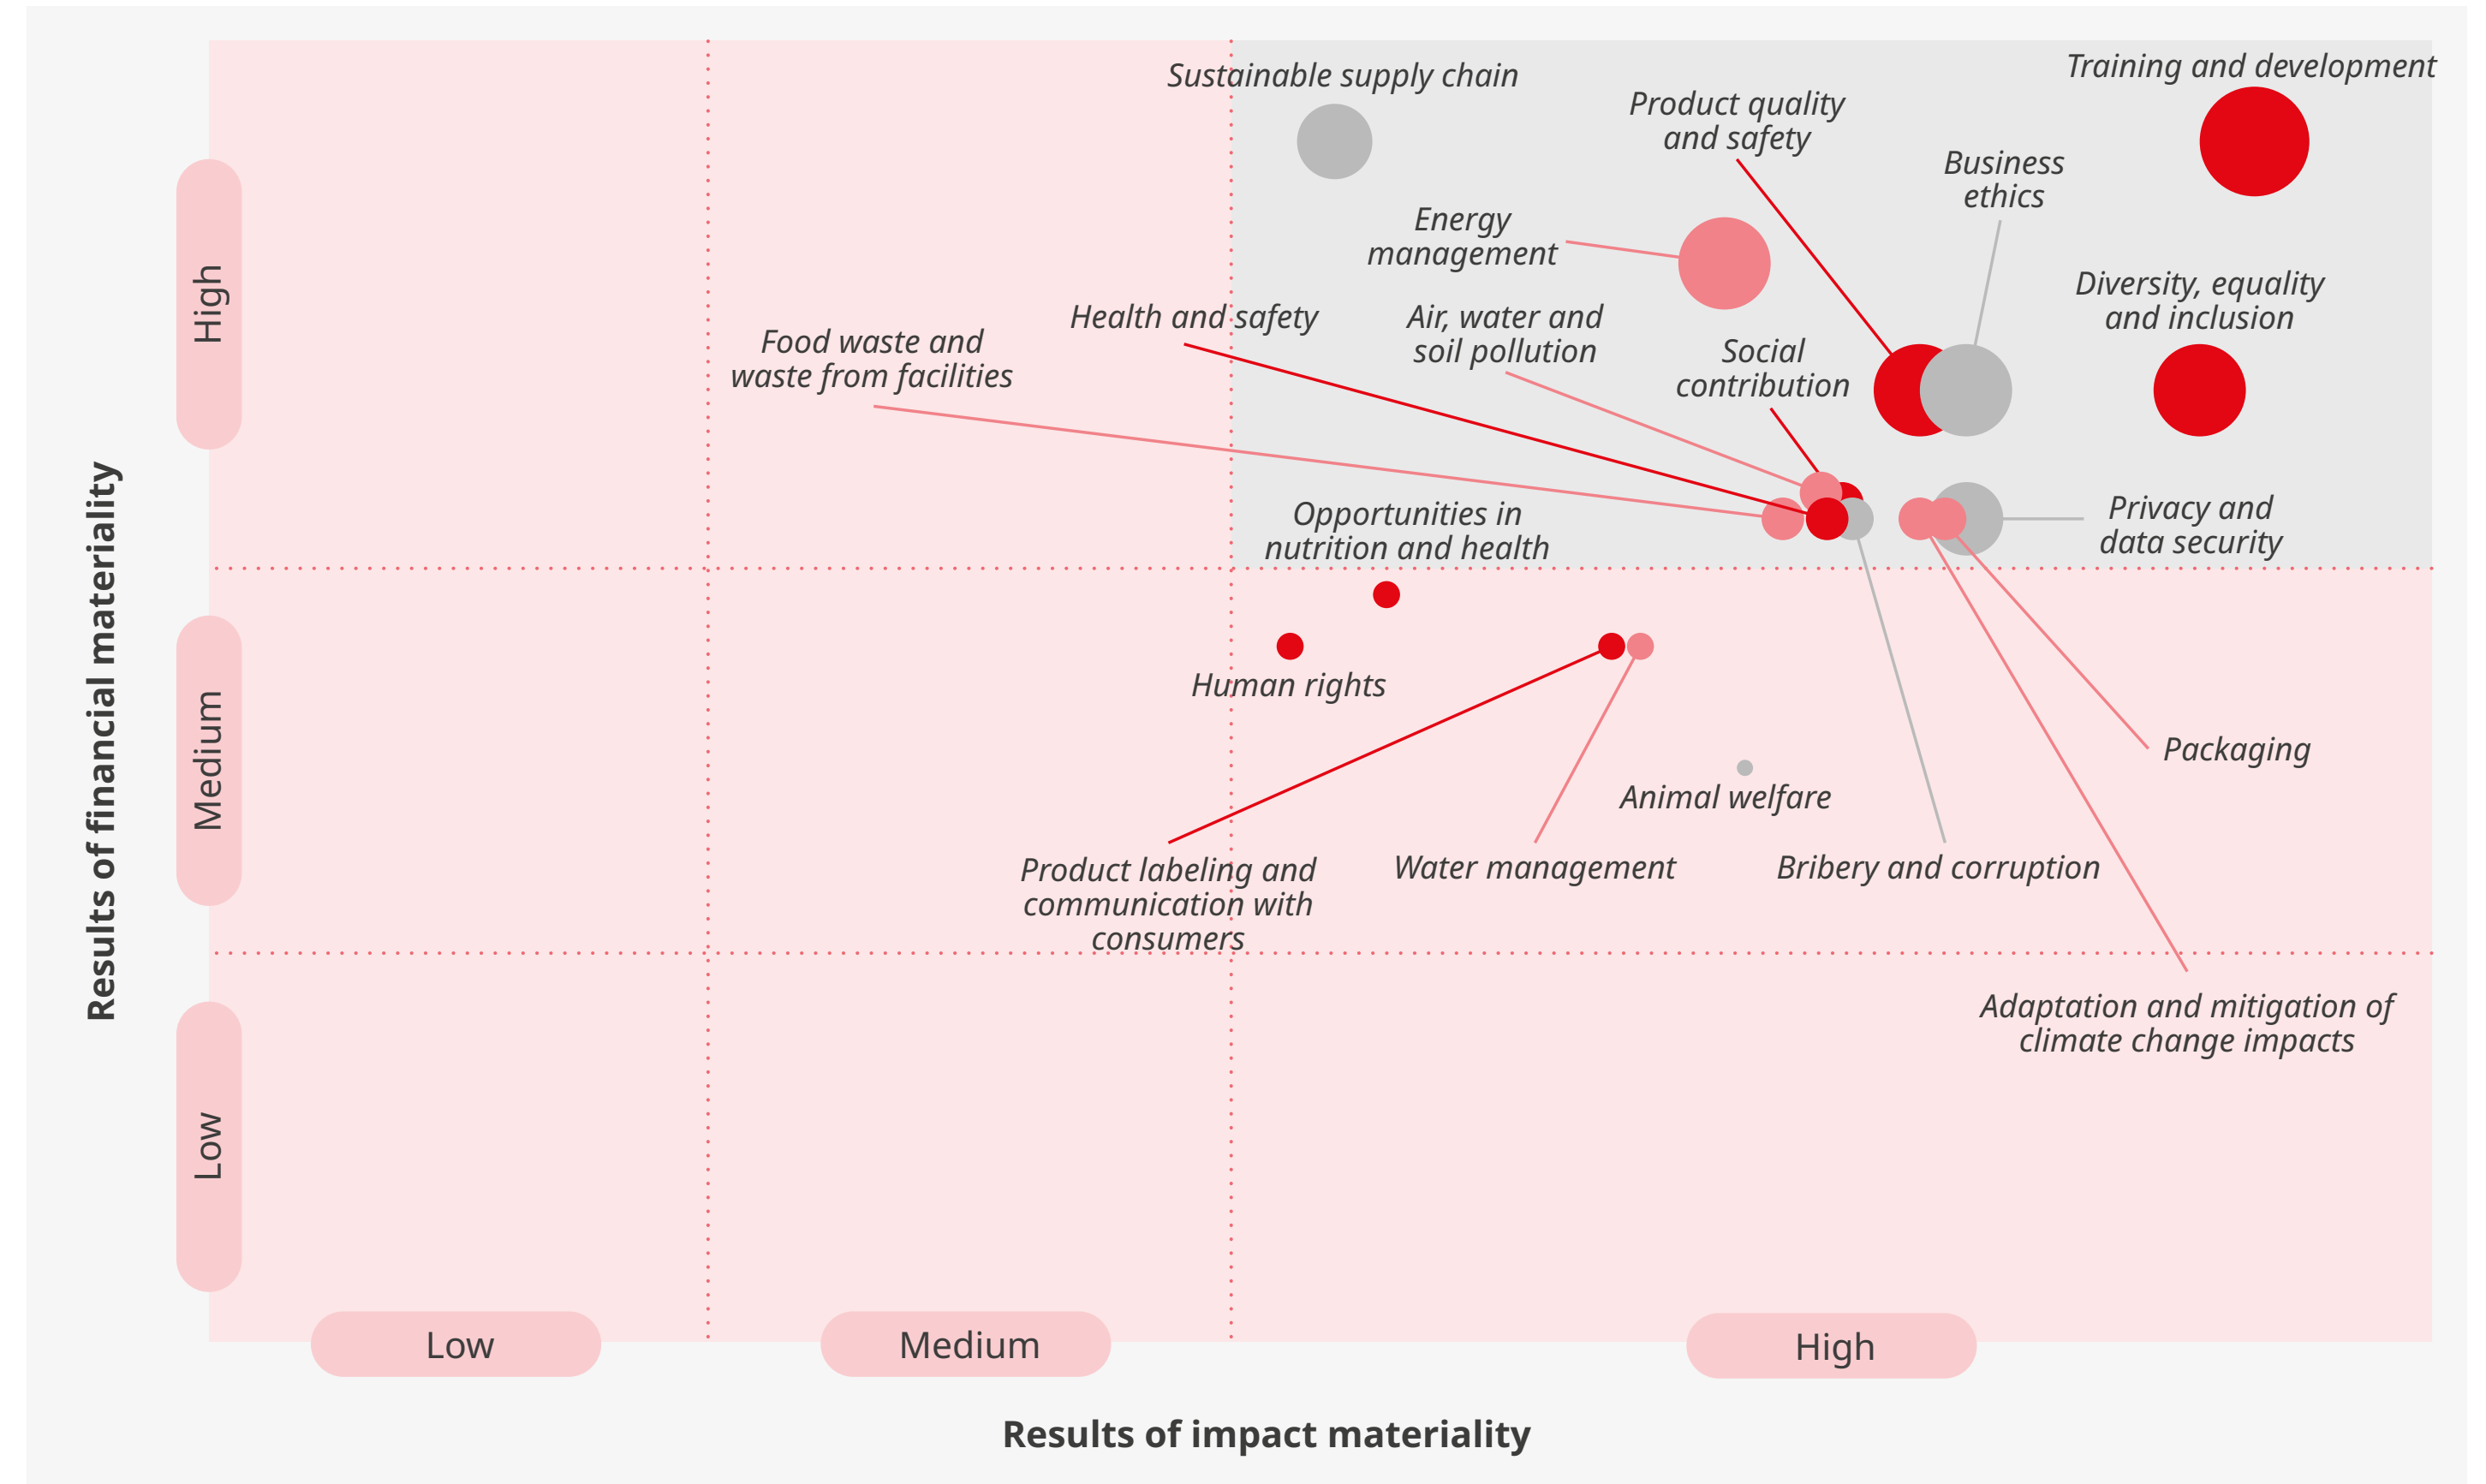 Training and development
Sustainable supply chain
Product quality
and safety
Business
ethics
Energy
management
Diversity, equality
and inclusion
Health and safety
Air, water and
soil pollution
Food waste and
waste from facilities
Social
contribution
High
Opportunities in
nutrition and health
Privacy and
data security
Human rights
Results of financial materiality
Medium
Packaging
Animal welfare
Product labeling and
communication with
consumers
Water management
Bribery and corruption
Adaptation and mitigation of
climate change impacts
Low
Low
Medium
High
Results of impact materiality